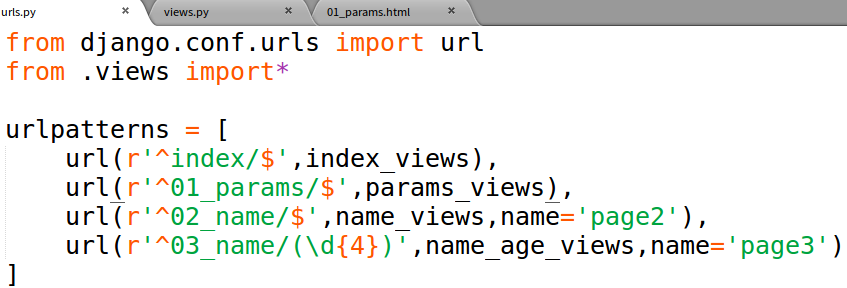 urls.py × views.py × 01_params.html ×
from django.conf.urls import url
from .views import*
urlpatterns = [
    url(r'^index/$',index_views),
    url(r'^01_params/$',params_views),
    url(r'^02_name/$',name_views,name='page2'),
    url(r'^03_name/(\d{4})',name_age_views,name='page3')
]